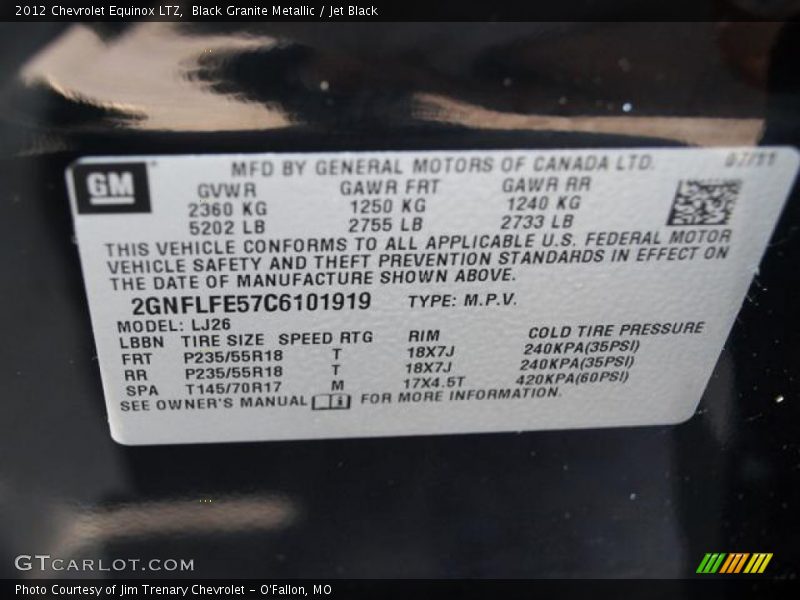 2012 Chevrolet Equinox LTZ, Black Granite Metallic / Jet Black
GM MFD BY GENERAL MOTORS OF CANADA LTD. 07/11
GVWR GAWR FRT GAWR RR
2360 KG 1250 KG 1240 KG
5202 LB 2755 LB 2733 LB
THIS VEHICLE CONFORMS TO ALL APPLICABLE U.S. FEDERAL MOTOR
VEHICLE SAFETY AND THEFT PREVENTION STANDARDS IN EFFECT ON
THE DATE OF MANUFACTURE SHOWN ABOVE.
2GNFLFE57C6101919 TYPE: M.P.V.
MODEL: LJ26
LBBN TIRE SIZE SPEED RTG RIM COLD TIRE PRESSURE
FRT P235/55R18 T 18X7J 240KPA(35PSI)
RR P235/55R18 T 18X7J 240KPA(35PSI)
SPA T145/70R17 M 17X4.5T 420KPA(60PSI)
SEE OWNER'S MANUAL FOR MORE INFORMATION.
GTCARLOT.COM
Photo Courtesy of Jim Trenary Chevrolet - O'Fallon, MO